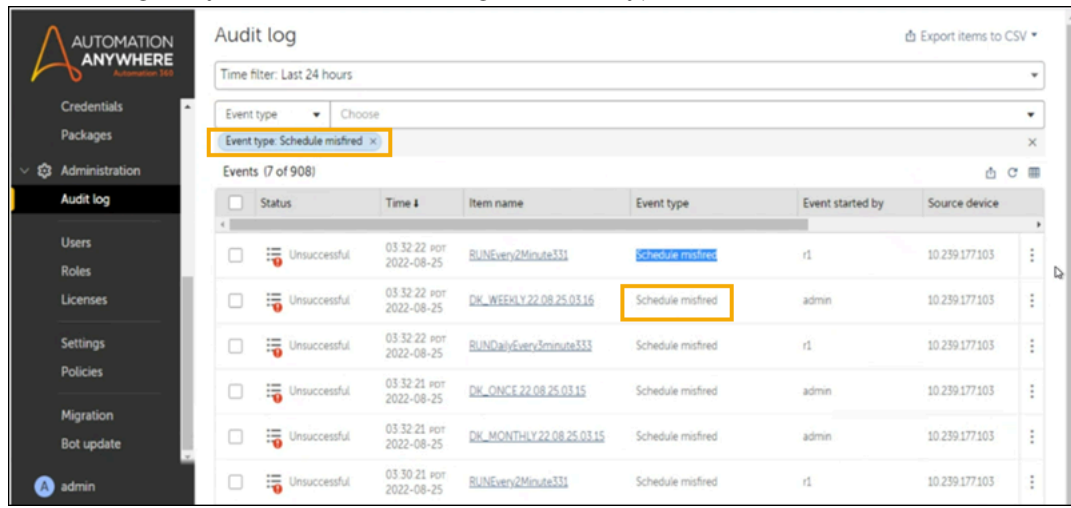 AUTOMATION
ANYWHERE
Automation 360
Credentials
Packages
Administration
Audit log
Users
Roles
Licenses
Settings
Policies
Migration
Bot update
A admin
Audit log
Export items to CSV
Time filter: Last 24 hours
Event type Choose
Event type: Schedule misfired ×
Events (7 of 908)
Status Time Item name Event type Event started by Source device
Unsuccessful 03:32:22 PDT 2022-08-25 RUNEvery2Minute331 Schedule misfired r1 10.239.177.103
Unsuccessful 03:32:22 PDT 2022-08-25 DK_WEEKLY.22.08.25.03.16 Schedule misfired admin 10.239.177.103
Unsuccessful 03:32:22 PDT 2022-08-25 RUNDailyEvery3minute333 Schedule misfired r1 10.239.177.103
Unsuccessful 03:32:21 PDT 2022-08-25 DK_ONCE.22.08.25.03.15 Schedule misfired admin 10.239.177.103
Unsuccessful 03:32:21 PDT 2022-08-25 DK_MONTHLY.22.08.25.03.15 Schedule misfired admin 10.239.177.103
Unsuccessful 03:30:21 PDT 2022-08-25 RUNEvery2Minute331 Schedule misfired r1 10.239.177.103